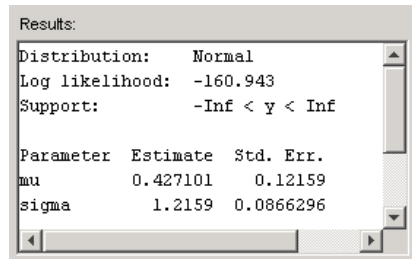 Results:
Distribution: Normal
Log likelihood: -160.943
Support: -Inf < y < Inf
Parameter Estimate Std. Err.
mu 0.427101 0.12159
sigma 1.2159 0.0866296